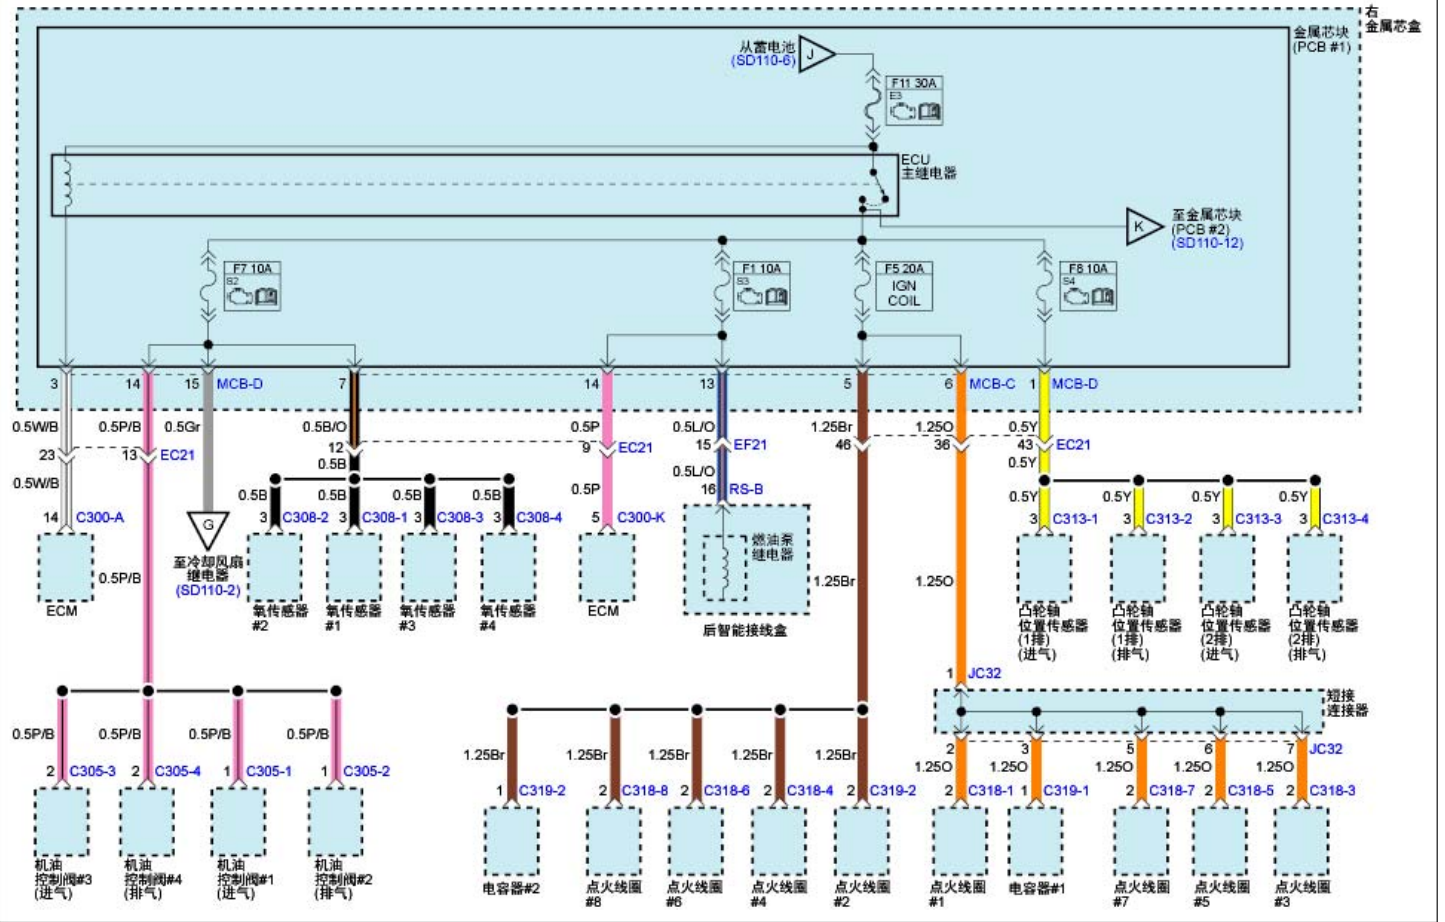 右
金属芯盒
金属芯块
(PCB #1)
从蓄电池
(SD110-6)
J
F11 30A
E3
ECU
主继电器
K
至金属芯块
(PCB #2)
(SD110-12)
F7 10A
S2
F1 10A
S3
F5 20A
IGN
COIL
F8 10A
S4
3
14
15
MCB-D
7
14
13
5
6
MCB-C
1
MCB-D
0.5W/B
0.5P/B
0.5Gr
0.5B/O
0.5P
0.5L/O
1.25Br
1.25O
0.5Y
23
13
EC21
12
9
EC21
15
EF21
46
36
43
EC21
0.5B
0.5L/O
0.5Y
0.5W/B
0.5B
0.5B
0.5B
0.5B
0.5P
16
RS-B
0.5Y
0.5Y
0.5Y
0.5Y
14
C300-A
3
C308-2
3
C308-1
3
C308-3
3
C308-4
5
C300-K
3
C313-1
3
C313-2
3
C313-3
3
C313-4
G
燃油泵
继电器
至冷却风扇
继电器
(SD110-2)
0.5P/B
1.25Br
1.25O
ECM
氧传感器
#2
氧传感器
#1
氧传感器
#3
氧传感器
#4
ECM
后智能接线盒
凸轮轴
位置传感器
(1排)
(进气)
凸轮轴
位置传感器
(1排)
(排气)
凸轮轴
位置传感器
(2排)
(进气)
凸轮轴
位置传感器
(2排)
(排气)
1
JC32
短接
连接器
0.5P/B
0.5P/B
0.5P/B
0.5P/B
1.25Br
1.25Br
1.25Br
1.25Br
1.25Br
2
3
5
6
7
JC32
1.25O
1.25O
1.25O
1.25O
1.25O
2
C305-3
2
C305-4
1
C305-1
1
C305-2
1
C319-2
2
C318-8
2
C318-6
2
C318-4
2
C319-2
2
C318-1
1
C319-1
2
C318-7
2
C318-5
2
C318-3
机油
控制阀#3
(进气)
机油
控制阀#4
(排气)
机油
控制阀#1
(进气)
机油
控制阀#2
(排气)
电容器#2
点火线圈
#8
点火线圈
#6
点火线圈
#4
点火线圈
#2
点火线圈
#1
电容器#1
点火线圈
#7
点火线圈
#5
点火线圈
#3